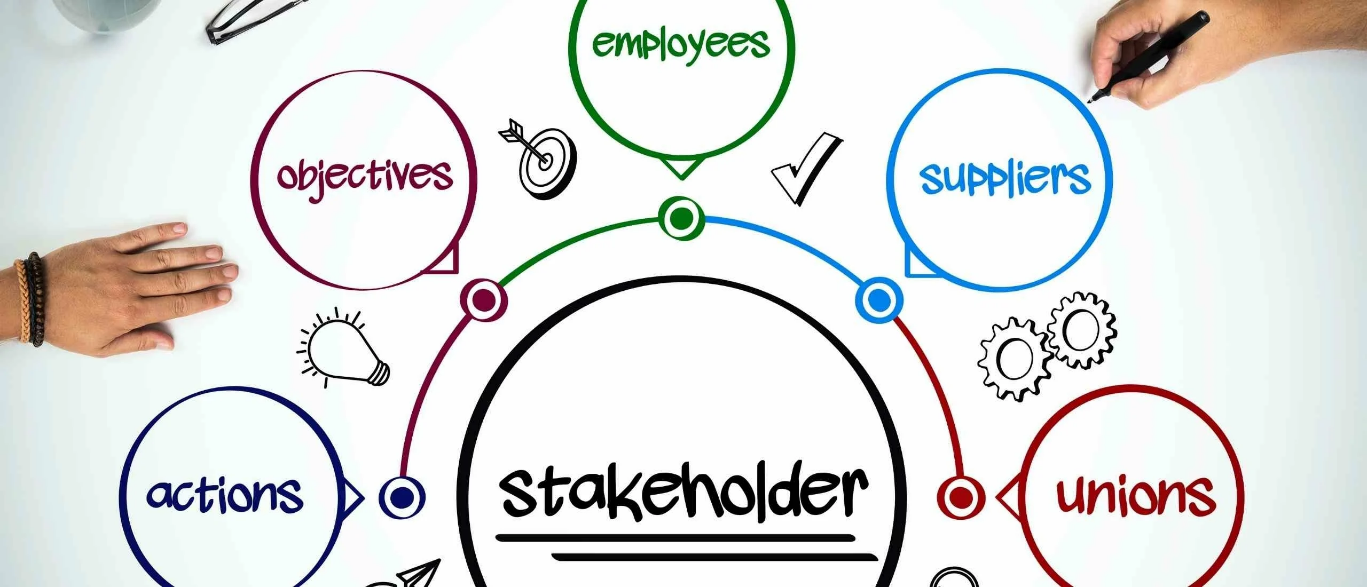 employees
objectives
suppliers
actions
stakeholder
unions